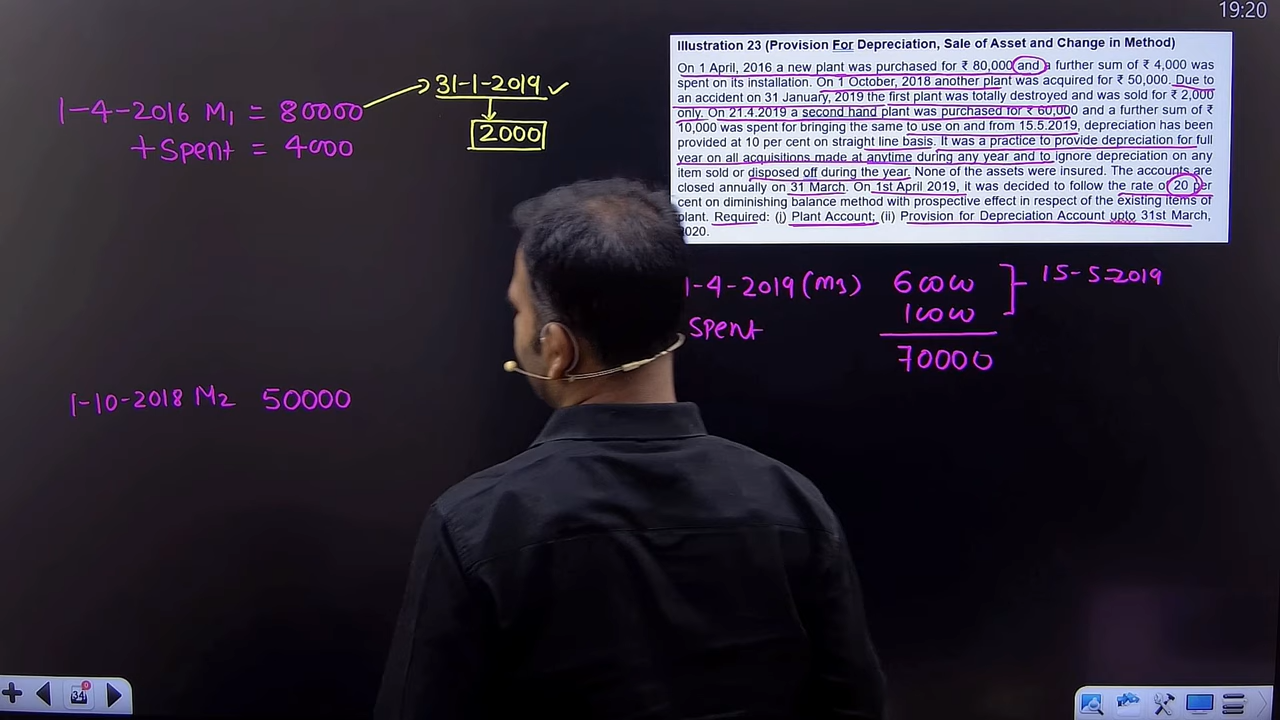 19:20
Illustration 23 (Provision For Depreciation, Sale of Asset and Change in Method)
On 1 April, 2016 a new plant was purchased for ₹ 80,000 and a further sum of ₹ 4,000 was
spent on its installation. On 1 October, 2018 another plant was acquired for ₹ 50,000. Due to
an accident on 31 January, 2019 the first plant was totally destroyed and was sold for ₹ 2,000
only. On 21.4.2019 a second hand plant was purchased for ₹ 60,000 and a further sum of ₹
10,000 was spent for bringing the same to use on and from 15.5.2019, depreciation has been
provided at 10 per cent on straight line basis. It was a practice to provide depreciation for full
year on all acquisitions made at anytime during any year and to ignore depreciation on any
item sold or disposed off during the year. None of the assets were insured. The accounts are
closed annually on 31 March. On 1st April 2019, it was decided to follow the rate of 20 per
cent on diminishing balance method with prospective effect in respect of the existing items of
plant. Required: (i) Plant Account; (ii) Provision for Depreciation Account upto 31st March,
2020.
31-1-2019 ✓
1-4-2016 M1 = 80000
2000
+ Spent = 4000
1-4-2019 (M3) 60000
15-5-2019
Spent 10000
70000
1-10-2018 M2 50000
34